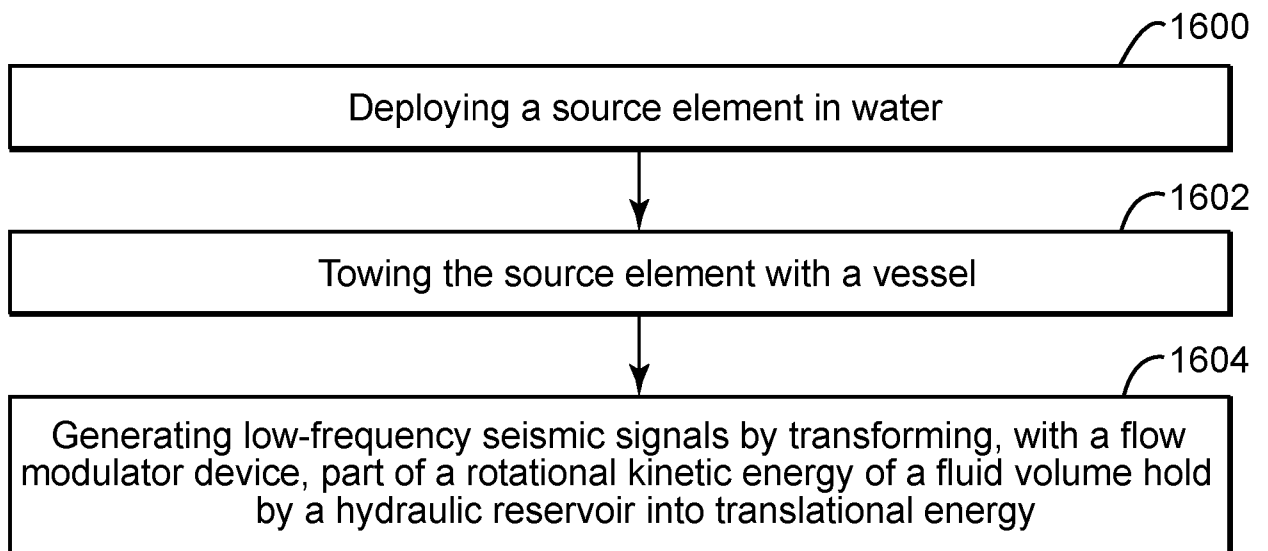 1600
Deploying a source element in water
1602
Towing the source element with a vessel
1604
Generating low-frequency seismic signals by transforming, with a flow
modulator device, part of a rotational kinetic energy of a fluid volume hold
by a hydraulic reservoir into translational energy